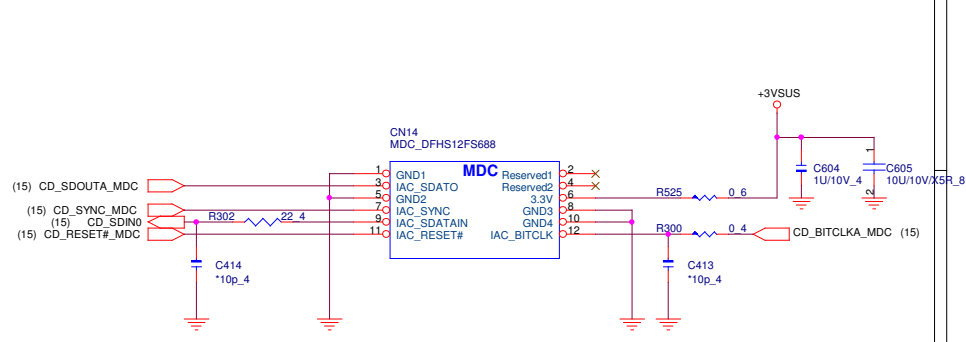 +3VSUS
CN14
MDC_DFHS12FS688
MDC
1 GND1 Reserved1 2
C604
1U/10V_4
1
2
C605
10U/10V/X5R_8
(15) CD_SDOUTA_MDC 3 IAC_SDATO Reserved2 4
5 GND2 3.3V 6 R525 0_6
(15) CD_SYNC_MDC 7 IAC_SYNC GND3 8
(15) CD_SDIN0 R302 22_4 9 IAC_SDATAIN GND4 10
(15) CD_RESET#_MDC 11 IAC_RESET# IAC_BITCLK 12 R300 0_4 CD_BITCLKA_MDC (15)
C414
*10p_4
C413
*10p_4